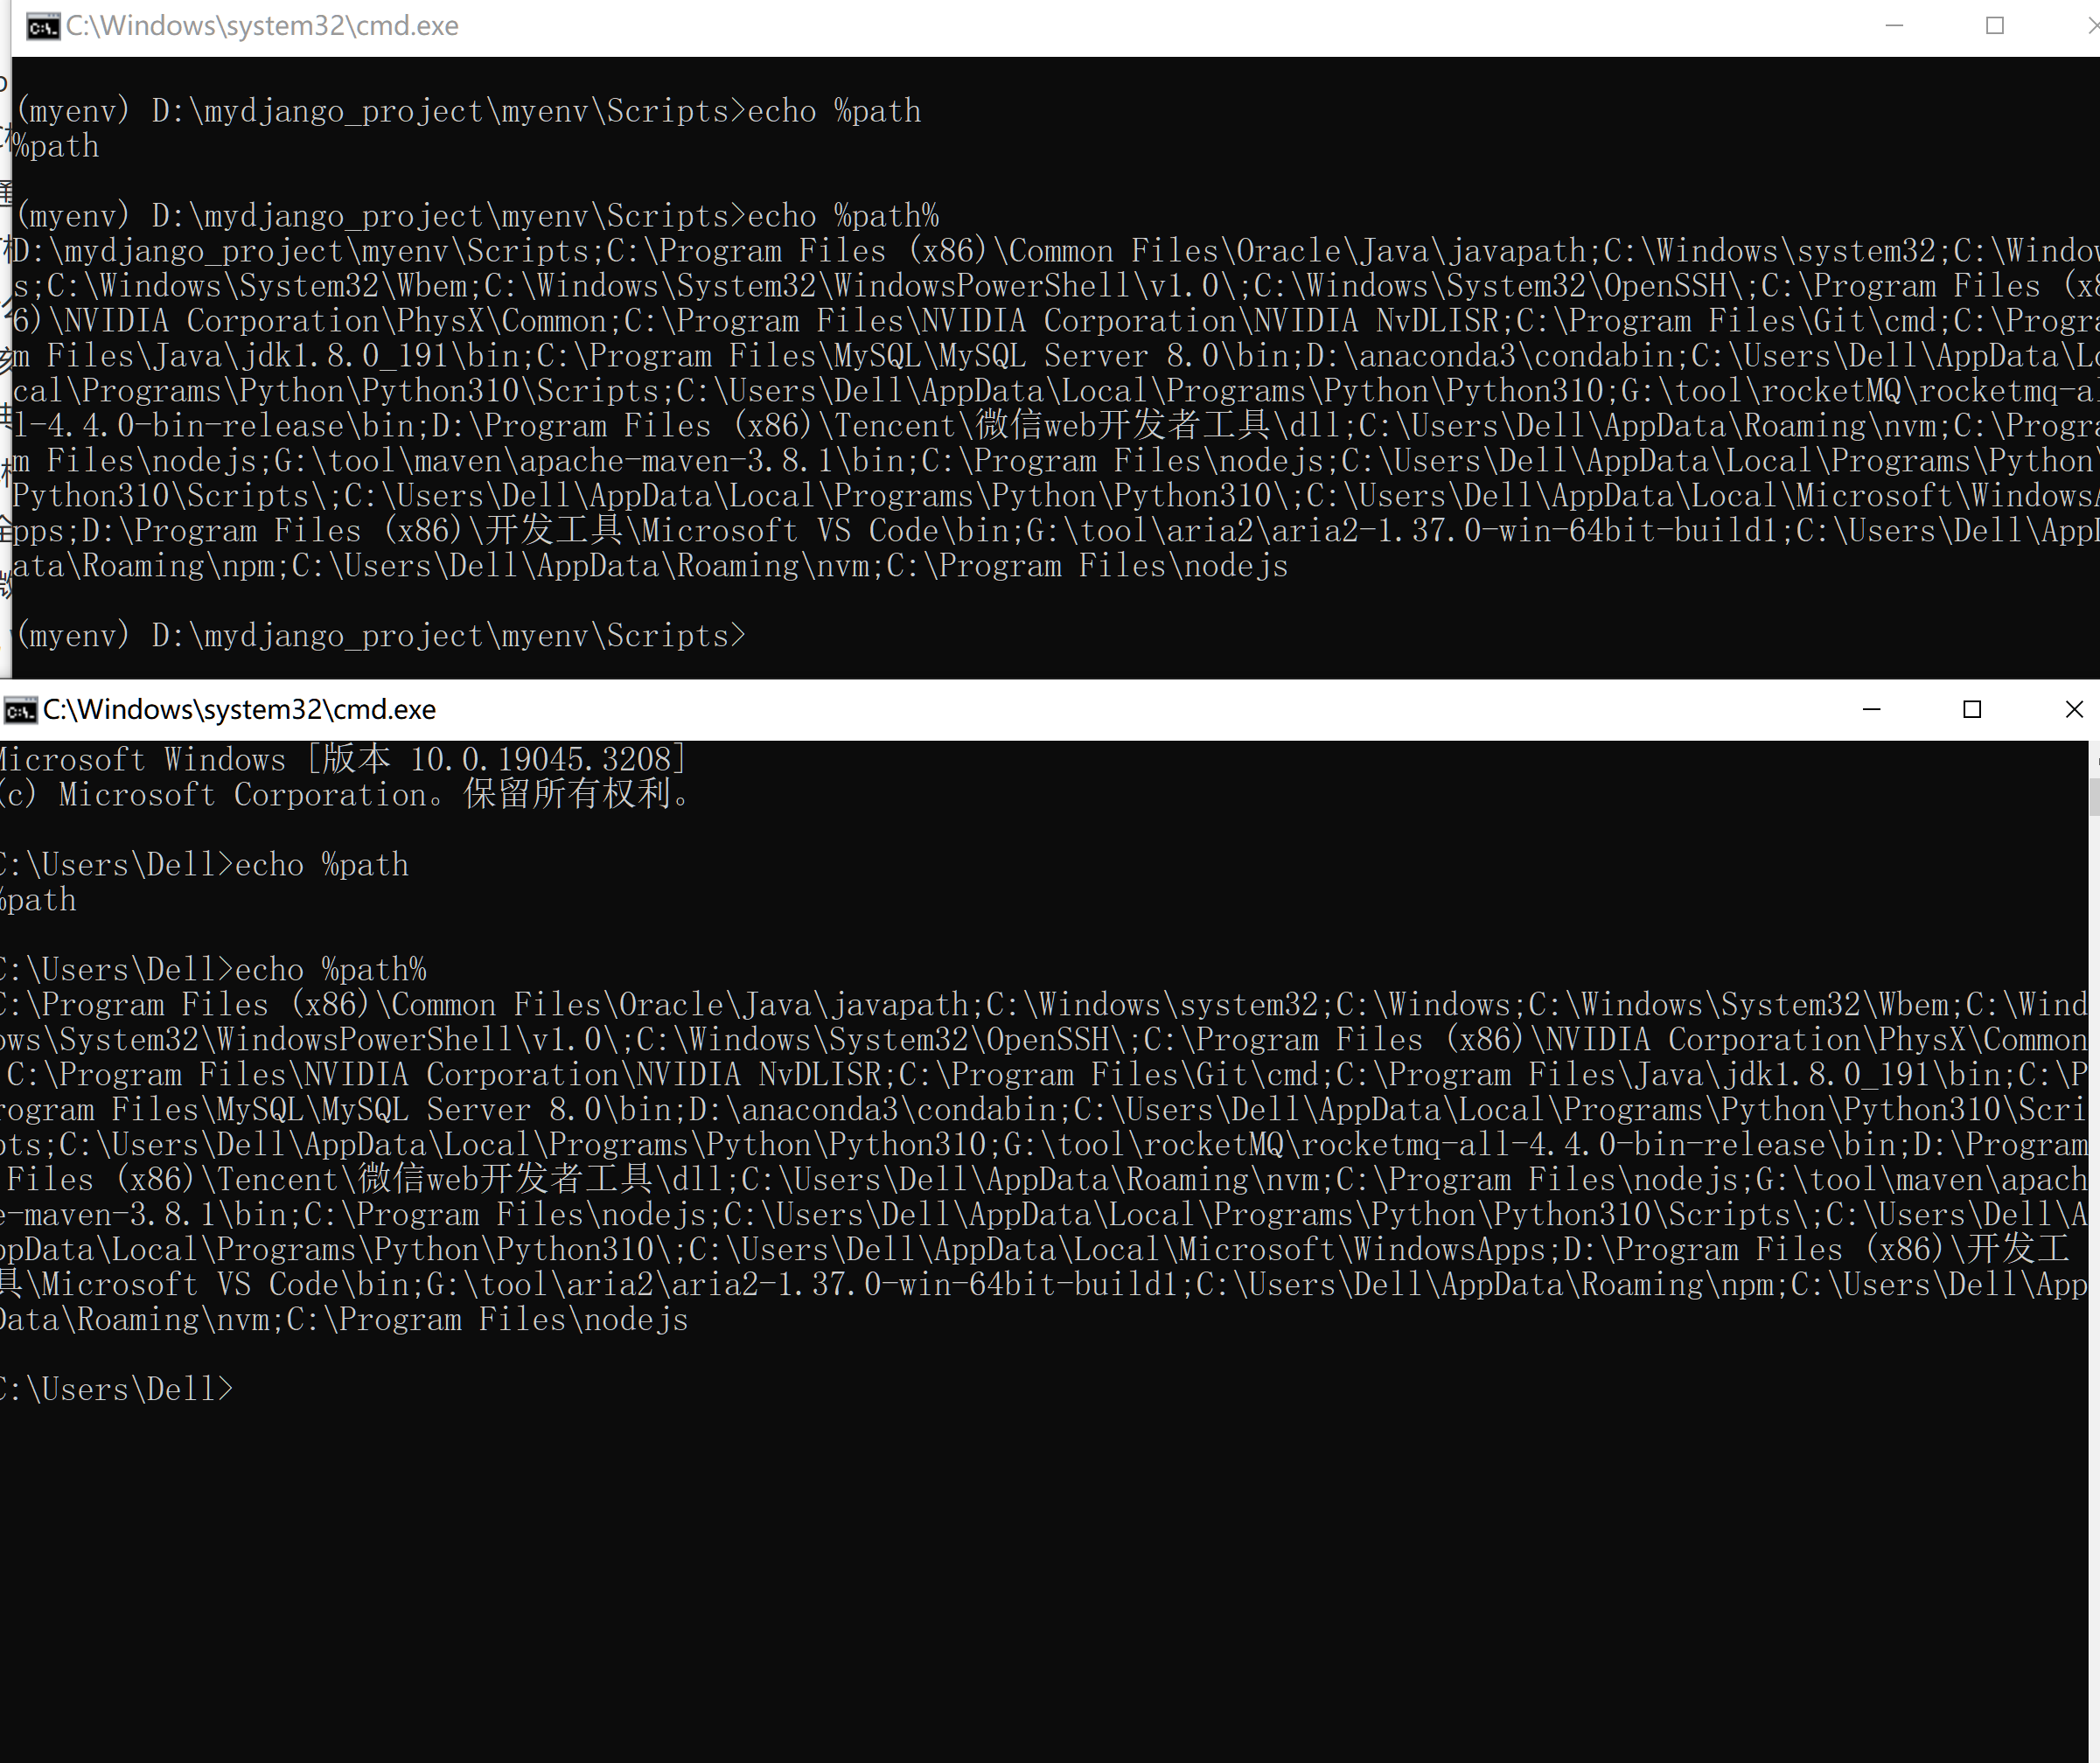 C:\Windows\system32\cmd.exe
(myenv) D:\mydjango_project\myenv\Scripts>echo %path
%path
(myenv) D:\mydjango_project\myenv\Scripts>echo %path%
D:\mydjango_project\myenv\Scripts;C:\Program Files (x86)\Common Files\Oracle\Java\javapath;C:\Windows\system32;C:\Window
s;C:\Windows\System32\Wbem;C:\Windows\System32\WindowsPowerShell\v1.0\;C:\Windows\System32\OpenSSH\;C:\Program Files (x8
6)\NVIDIA Corporation\PhysX\Common;C:\Program Files\NVIDIA Corporation\NVIDIA NvDLISR;C:\Program Files\Git\cmd;C:\Progra
m Files\Java\jdk1.8.0_191\bin;C:\Program Files\MySQL\MySQL Server 8.0\bin;D:\anaconda3\condabin;C:\Users\Dell\AppData\Lo
cal\Programs\Python\Python310\Scripts;C:\Users\Dell\AppData\Local\Programs\Python\Python310;G:\tool\rocketMQ\rocketmq-al
l-4.4.0-bin-release\bin;D:\Program Files (x86)\Tencent\微信web开发者工具\dll;C:\Users\Dell\AppData\Roaming\nvm;C:\Progra
m Files\nodejs;G:\tool\maven\apache-maven-3.8.1\bin;C:\Program Files\nodejs;C:\Users\Dell\AppData\Local\Programs\Python\
Python310\Scripts\;C:\Users\Dell\AppData\Local\Programs\Python\Python310\;C:\Users\Dell\AppData\Local\Microsoft\WindowsA
pps;D:\Program Files (x86)\开发工具\Microsoft VS Code\bin;G:\tool\aria2\aria2-1.37.0-win-64bit-build1;C:\Users\Dell\AppD
ata\Roaming\npm;C:\Users\Dell\AppData\Roaming\nvm;C:\Program Files\nodejs
(myenv) D:\mydjango_project\myenv\Scripts>
C:\Windows\system32\cmd.exe
Microsoft Windows [版本 10.0.19045.3208]
(c) Microsoft Corporation。保留所有权利。
C:\Users\Dell>echo %path
%path
C:\Users\Dell>echo %path%
C:\Program Files (x86)\Common Files\Oracle\Java\javapath;C:\Windows\system32;C:\Windows;C:\Windows\System32\Wbem;C:\Wind
ows\System32\WindowsPowerShell\v1.0\;C:\Windows\System32\OpenSSH\;C:\Program Files (x86)\NVIDIA Corporation\PhysX\Common
;C:\Program Files\NVIDIA Corporation\NVIDIA NvDLISR;C:\Program Files\Git\cmd;C:\Program Files\Java\jdk1.8.0_191\bin;C:\P
rogram Files\MySQL\MySQL Server 8.0\bin;D:\anaconda3\condabin;C:\Users\Dell\AppData\Local\Programs\Python\Python310\Scri
pts;C:\Users\Dell\AppData\Local\Programs\Python\Python310;G:\tool\rocketMQ\rocketmq-all-4.4.0-bin-release\bin;D:\Program
Files (x86)\Tencent\微信web开发者工具\dll;C:\Users\Dell\AppData\Roaming\nvm;C:\Program Files\nodejs;G:\tool\maven\apach
e-maven-3.8.1\bin;C:\Program Files\nodejs;C:\Users\Dell\AppData\Local\Programs\Python\Python310\Scripts\;C:\Users\Dell\A
ppData\Local\Programs\Python\Python310\;C:\Users\Dell\AppData\Local\Microsoft\WindowsApps;D:\Program Files (x86)\开发工
具\Microsoft VS Code\bin;G:\tool\aria2\aria2-1.37.0-win-64bit-build1;C:\Users\Dell\AppData\Roaming\npm;C:\Users\Dell\App
Data\Roaming\nvm;C:\Program Files\nodejs
C:\Users\Dell>